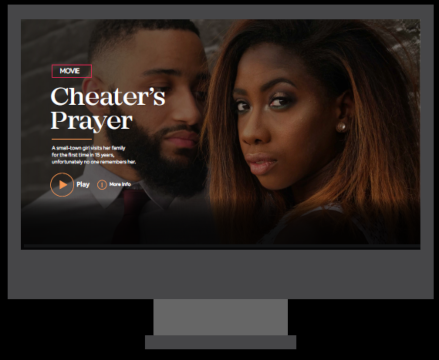 MOVIE
Cheater's
Prayer
A small-town girl visits her family
for the first time in 15 years,
unfortunately no one remembers her.
Play
More Info